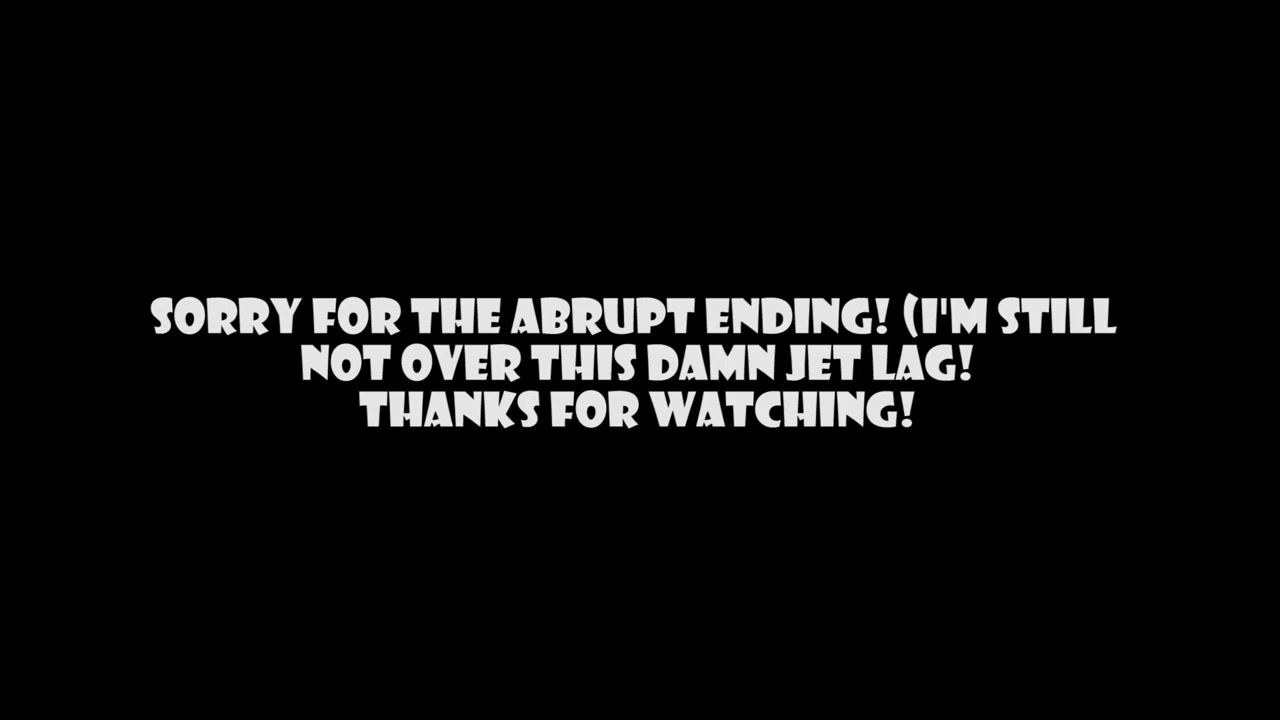 SORRY FOR THE ABRUPT ENDING! (I'M STILL
NOT OVER THIS DAMN JET LAG!
THANKS FOR WATCHING!